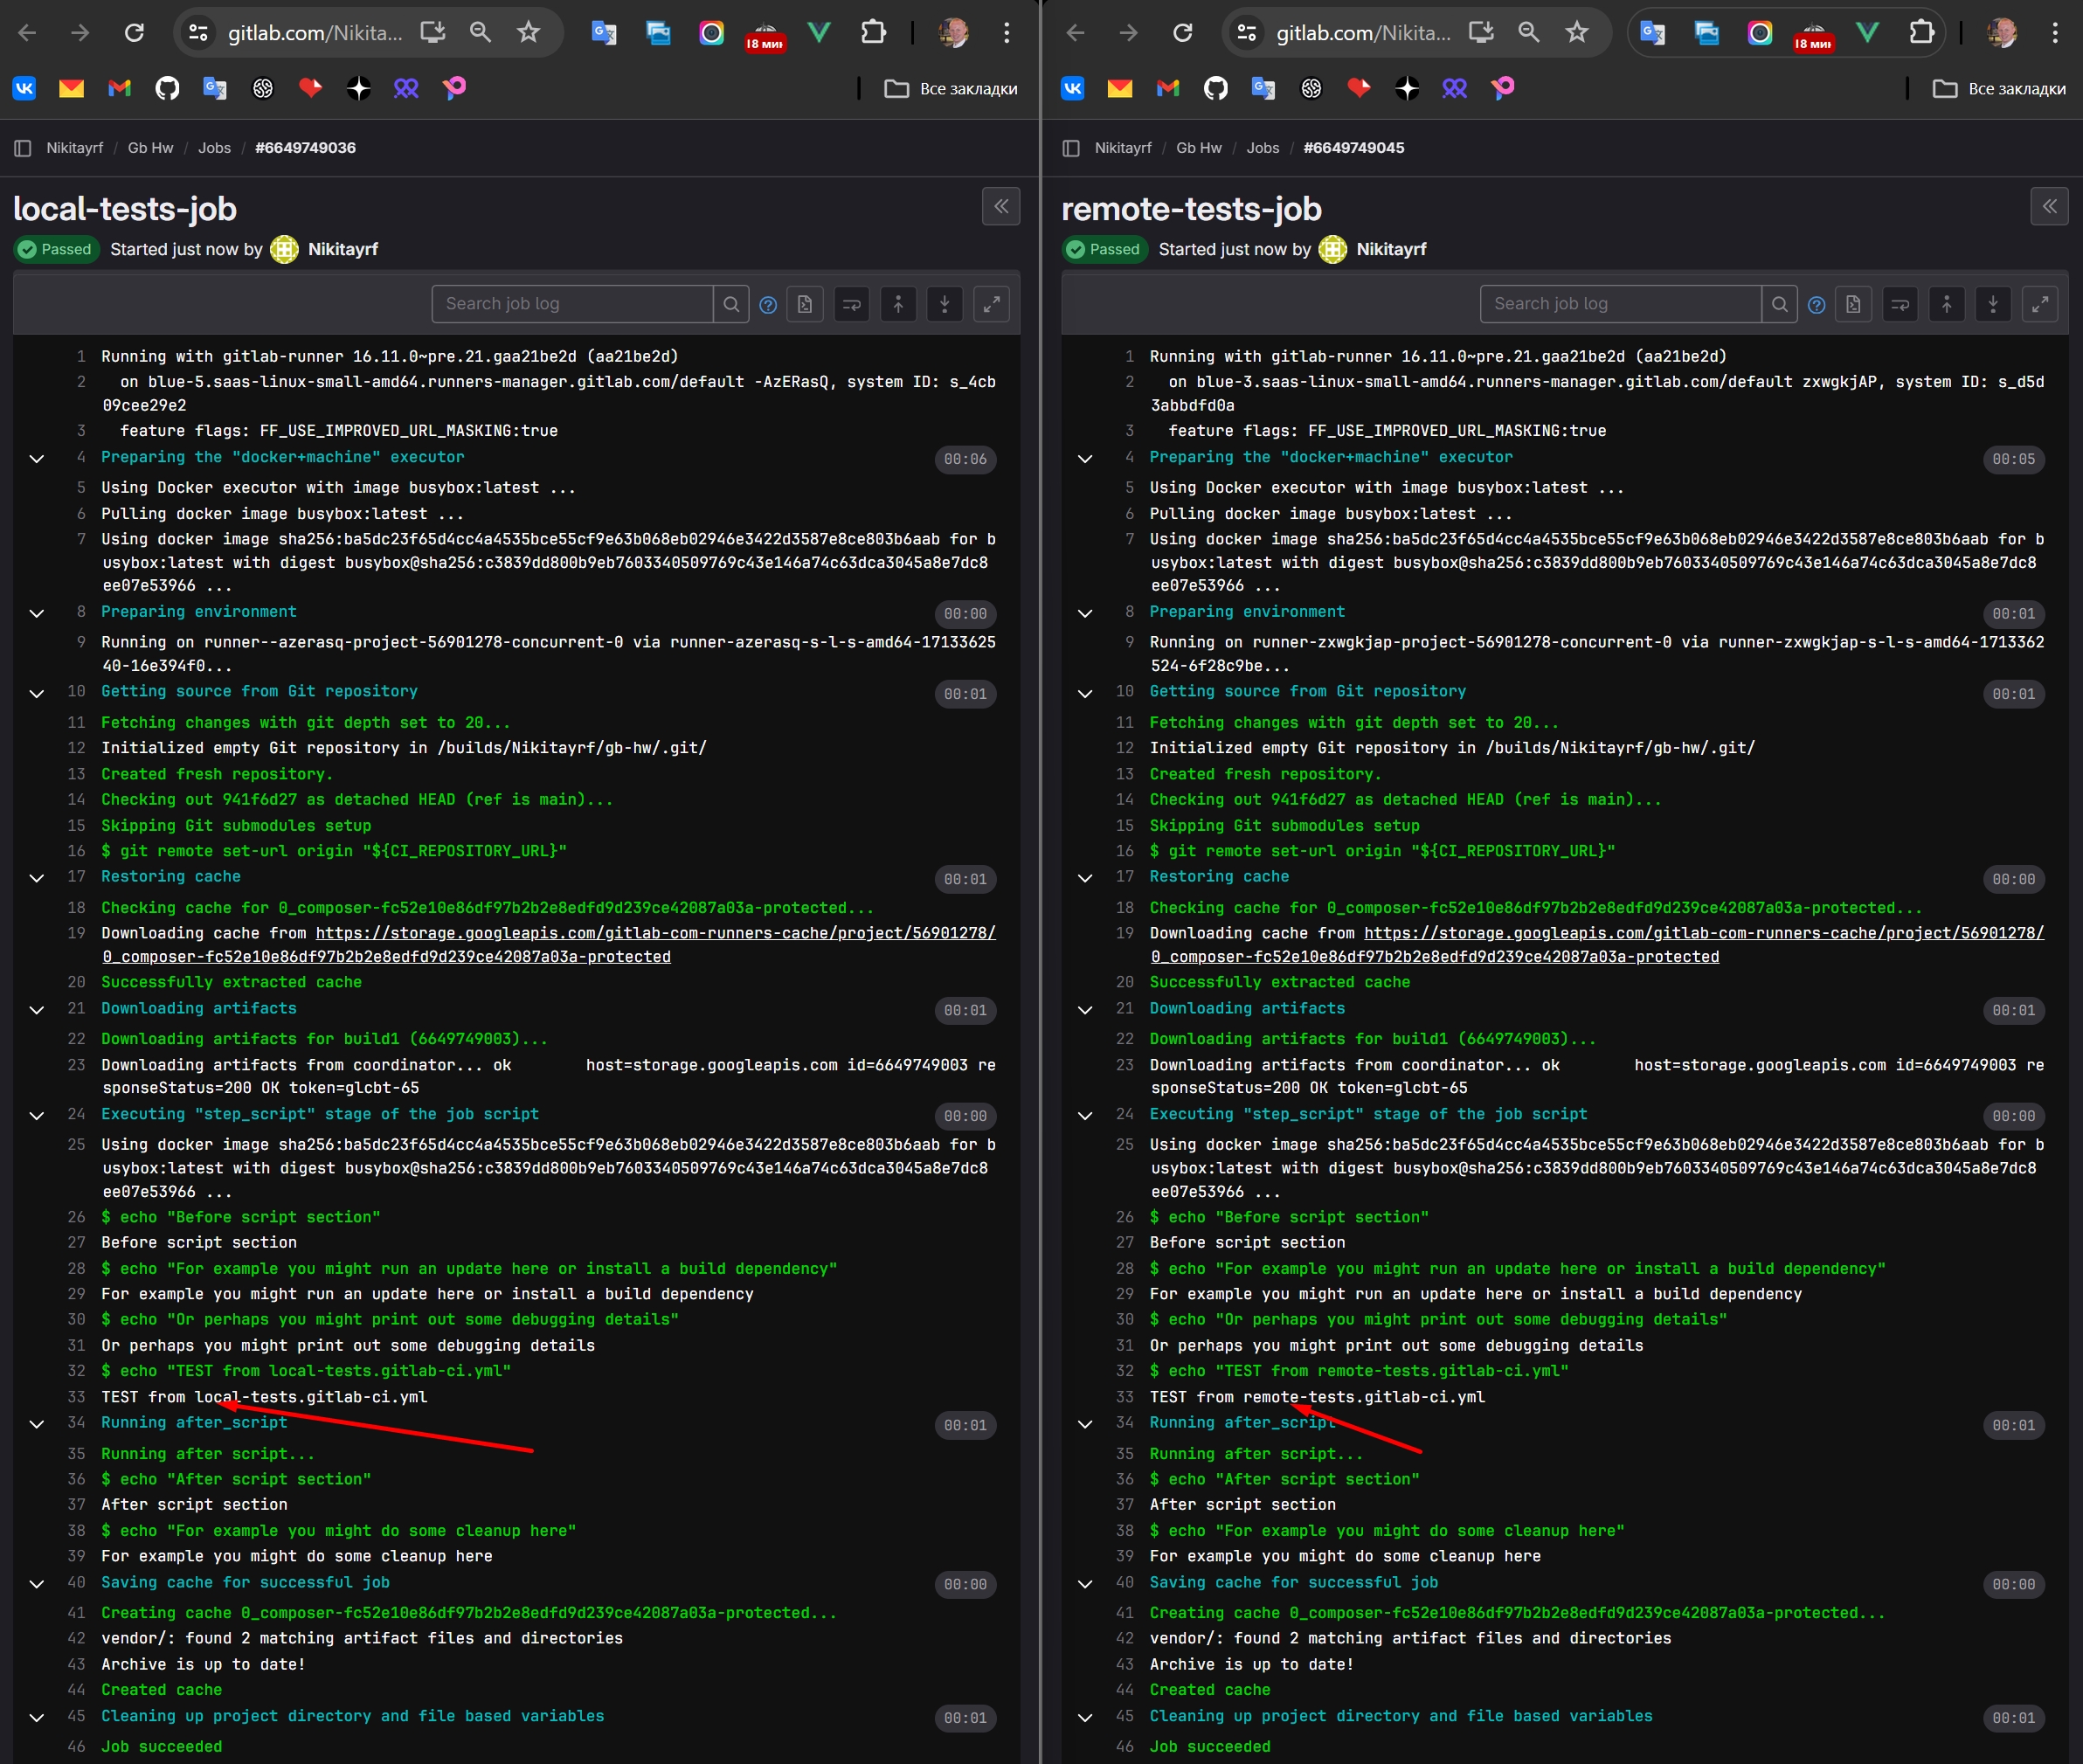 gitlab.com/Nikita...
18 мин
Все закладки
Nikitayrf / Gb Hw / Jobs / #6649749036
local-tests-job
Passed Started just now by Nikitayrf
Search job log
1 Running with gitlab-runner 16.11.0~pre.21.gaa21be2d (aa21be2d)
2 on blue-5.saas-linux-small-amd64.runners-manager.gitlab.com/default -AzERasQ, system ID: s_4cb
09cee29e2
3 feature flags: FF_USE_IMPROVED_URL_MASKING:true
4 Preparing the "docker+machine" executor 00:06
5 Using Docker executor with image busybox:latest ...
6 Pulling docker image busybox:latest ...
7 Using docker image sha256:ba5dc23f65d4cc4a4535bce55cf9e63b068eb02946e3422d3587e8ce803b6aab for b
usybox:latest with digest busybox@sha256:c3839dd800b9eb7603340509769c43e146a74c63dca3045a8e7dc8
ee07e53966 ...
8 Preparing environment 00:00
9 Running on runner--azerasq-project-56901278-concurrent-0 via runner-azerasq-s-l-s-amd64-17133625
40-16e394f0...
10 Getting source from Git repository 00:01
11 Fetching changes with git depth set to 20...
12 Initialized empty Git repository in /builds/Nikitayrf/gb-hw/.git/
13 Created fresh repository.
14 Checking out 941f6d27 as detached HEAD (ref is main)...
15 Skipping Git submodules setup
16 $ git remote set-url origin "${CI_REPOSITORY_URL}"
17 Restoring cache 00:01
18 Checking cache for 0_composer-fc52e10e86df97b2b2e8edfd9d239ce42087a03a-protected...
19 Downloading cache from https://storage.googleapis.com/gitlab-com-runners-cache/project/56901278/
0_composer-fc52e10e86df97b2b2e8edfd9d239ce42087a03a-protected
20 Successfully extracted cache
21 Downloading artifacts 00:01
22 Downloading artifacts for build1 (6649749003)...
23 Downloading artifacts from coordinator... ok host=storage.googleapis.com id=6649749003 re
sponseStatus=200 OK token=glcbt-65
24 Executing "step_script" stage of the job script 00:00
25 Using docker image sha256:ba5dc23f65d4cc4a4535bce55cf9e63b068eb02946e3422d3587e8ce803b6aab for b
usybox:latest with digest busybox@sha256:c3839dd800b9eb7603340509769c43e146a74c63dca3045a8e7dc8
ee07e53966 ...
26 $ echo "Before script section"
27 Before script section
28 $ echo "For example you might run an update here or install a build dependency"
29 For example you might run an update here or install a build dependency
30 $ echo "Or perhaps you might print out some debugging details"
31 Or perhaps you might print out some debugging details
32 $ echo "TEST from local-tests.gitlab-ci.yml"
33 TEST from local-tests.gitlab-ci.yml
34 Running after_script 00:01
35 Running after script...
36 $ echo "After script section"
37 After script section
38 $ echo "For example you might do some cleanup here"
39 For example you might do some cleanup here
40 Saving cache for successful job 00:00
41 Creating cache 0_composer-fc52e10e86df97b2b2e8edfd9d239ce42087a03a-protected...
42 vendor/: found 2 matching artifact files and directories
43 Archive is up to date!
44 Created cache
45 Cleaning up project directory and file based variables 00:01
46 Job succeeded
gitlab.com/Nikita...
18 мин
Все закладки
Nikitayrf / Gb Hw / Jobs / #6649749045
remote-tests-job
Passed Started just now by Nikitayrf
Search job log
1 Running with gitlab-runner 16.11.0~pre.21.gaa21be2d (aa21be2d)
2 on blue-3.saas-linux-small-amd64.runners-manager.gitlab.com/default zxwgkjAP, system ID: s_d5d
3abbdfd0a
3 feature flags: FF_USE_IMPROVED_URL_MASKING:true
4 Preparing the "docker+machine" executor 00:05
5 Using Docker executor with image busybox:latest ...
6 Pulling docker image busybox:latest ...
7 Using docker image sha256:ba5dc23f65d4cc4a4535bce55cf9e63b068eb02946e3422d3587e8ce803b6aab for b
usybox:latest with digest busybox@sha256:c3839dd800b9eb7603340509769c43e146a74c63dca3045a8e7dc8
ee07e53966 ...
8 Preparing environment 00:01
9 Running on runner-zxwgkjap-project-56901278-concurrent-0 via runner-zxwgkjap-s-l-s-amd64-1713362
524-6f28c9be...
10 Getting source from Git repository 00:01
11 Fetching changes with git depth set to 20...
12 Initialized empty Git repository in /builds/Nikitayrf/gb-hw/.git/
13 Created fresh repository.
14 Checking out 941f6d27 as detached HEAD (ref is main)...
15 Skipping Git submodules setup
16 $ git remote set-url origin "${CI_REPOSITORY_URL}"
17 Restoring cache 00:00
18 Checking cache for 0_composer-fc52e10e86df97b2b2e8edfd9d239ce42087a03a-protected...
19 Downloading cache from https://storage.googleapis.com/gitlab-com-runners-cache/project/56901278/
0_composer-fc52e10e86df97b2b2e8edfd9d239ce42087a03a-protected
20 Successfully extracted cache
21 Downloading artifacts 00:01
22 Downloading artifacts for build1 (6649749003)...
23 Downloading artifacts from coordinator... ok host=storage.googleapis.com id=6649749003 re
sponseStatus=200 OK token=glcbt-65
24 Executing "step_script" stage of the job script 00:00
25 Using docker image sha256:ba5dc23f65d4cc4a4535bce55cf9e63b068eb02946e3422d3587e8ce803b6aab for b
usybox:latest with digest busybox@sha256:c3839dd800b9eb7603340509769c43e146a74c63dca3045a8e7dc8
ee07e53966 ...
26 $ echo "Before script section"
27 Before script section
28 $ echo "For example you might run an update here or install a build dependency"
29 For example you might run an update here or install a build dependency
30 $ echo "Or perhaps you might print out some debugging details"
31 Or perhaps you might print out some debugging details
32 $ echo "TEST from remote-tests.gitlab-ci.yml"
33 TEST from remote-tests.gitlab-ci.yml
34 Running after_script 00:01
35 Running after script...
36 $ echo "After script section"
37 After script section
38 $ echo "For example you might do some cleanup here"
39 For example you might do some cleanup here
40 Saving cache for successful job 00:00
41 Creating cache 0_composer-fc52e10e86df97b2b2e8edfd9d239ce42087a03a-protected...
42 vendor/: found 2 matching artifact files and directories
43 Archive is up to date!
44 Created cache
45 Cleaning up project directory and file based variables 00:01
46 Job succeeded